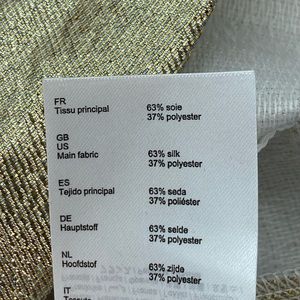 FR
Tissu principal 63% soie
37% polyester
GB
US
Main fabric 63% silk
37% polyester
ES
Tejido principal 63% seda
37% poliéster
DE
Hauptstoff 63% seide
37% polyester
NL
Hoofdstof 63% zijde
37% polyester
IT